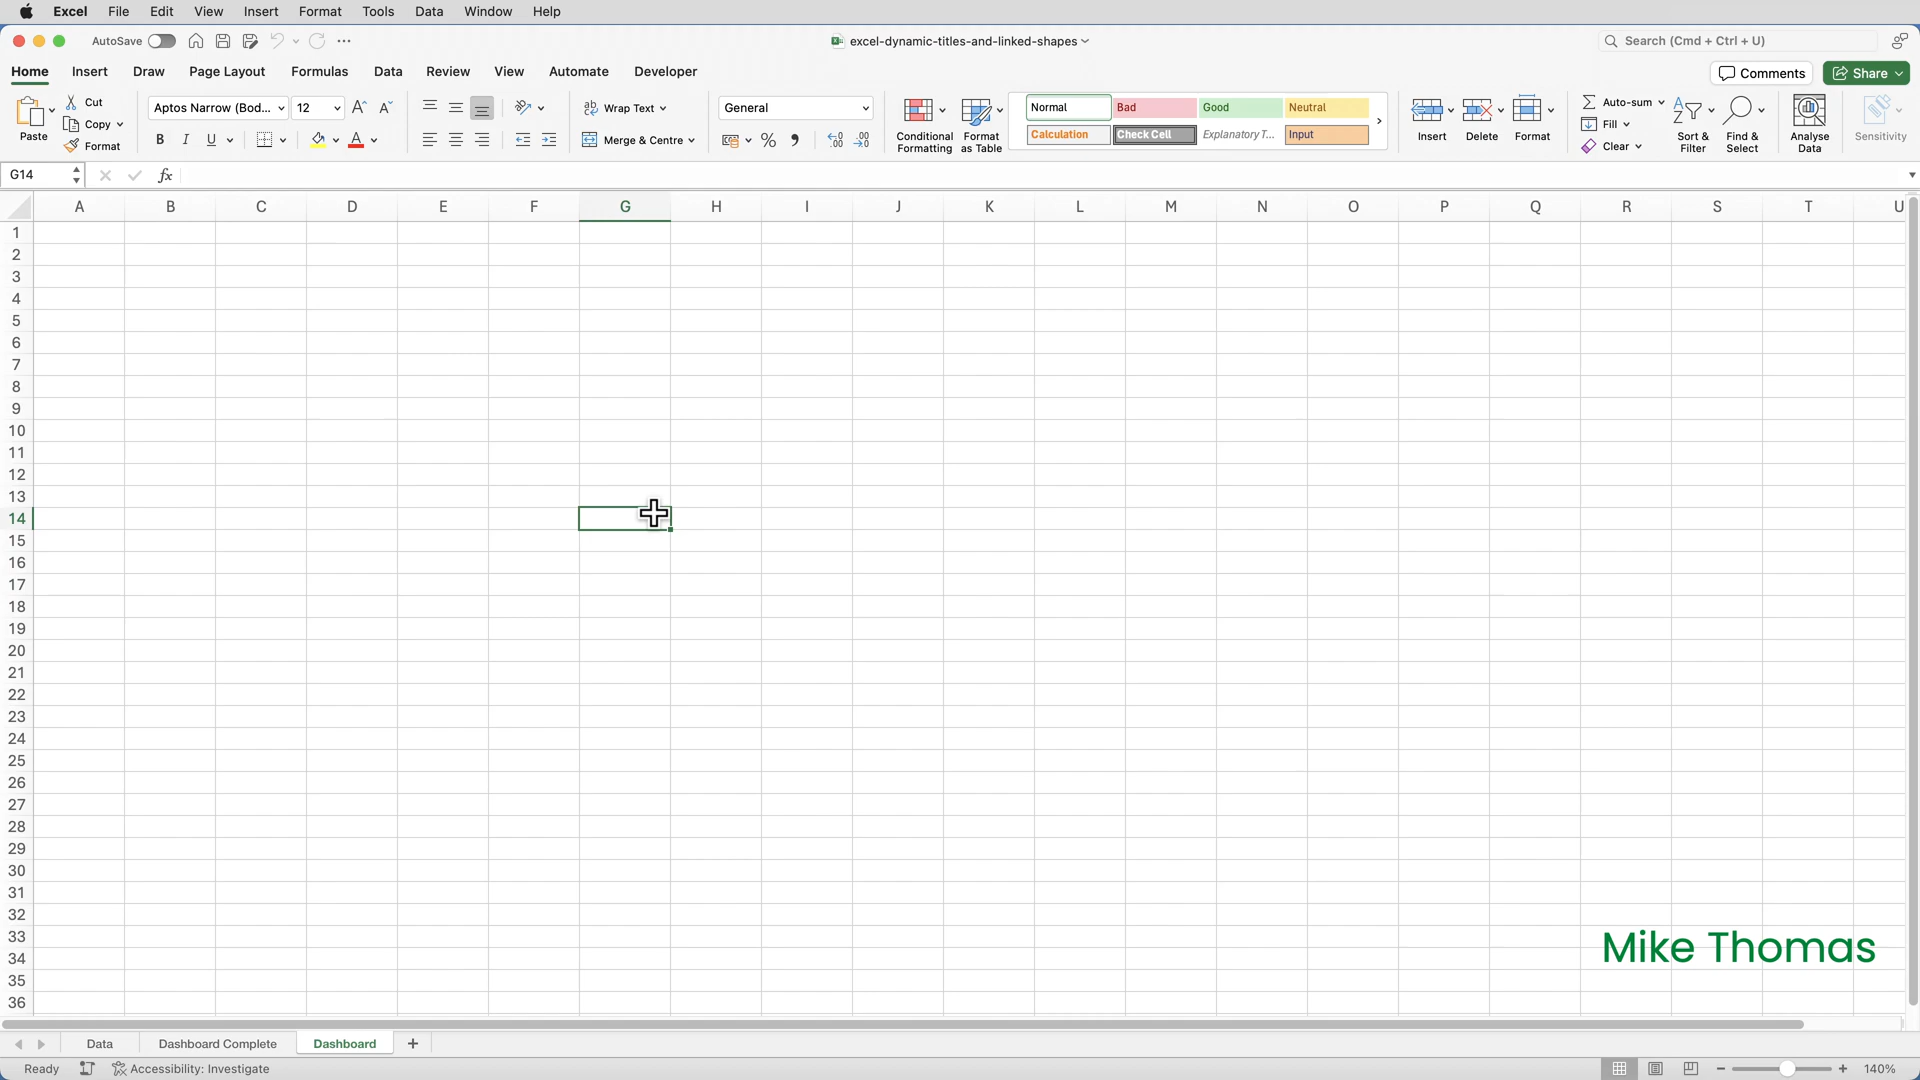 Excel File Edit View Insert Format Tools Data Window Help
AutoSave excel-dynamic-titles-and-linked-shapes Search (Cmd + Ctrl + U)
Home Insert Draw Page Layout Formulas Data Review View Automate Developer Comments Share
Paste Cut Copy Format
Aptos Narrow (Bod... 12
B I U A
Wrap Text
Merge & Centre
General
Conditional Formatting
Format as Table
Normal Bad Good Neutral
Calculation Check Cell Explanatory T... Input
Insert Delete Format
Auto-sum
Fill
Clear
Sort & Filter
Find & Select
Analyse Data
Sensitivity
G14 fx
A B C D E F G H I J K L M N O P Q R S T U
1
2
3
4
5
6
7
8
9
10
11
12
13
14
15
16
17
18
19
20
21
22
23
24
25
26
27
28
29
30
31
32
33
34
35
36
Mike Thomas
Data Dashboard Complete Dashboard +
Ready Accessibility: Investigate 140%